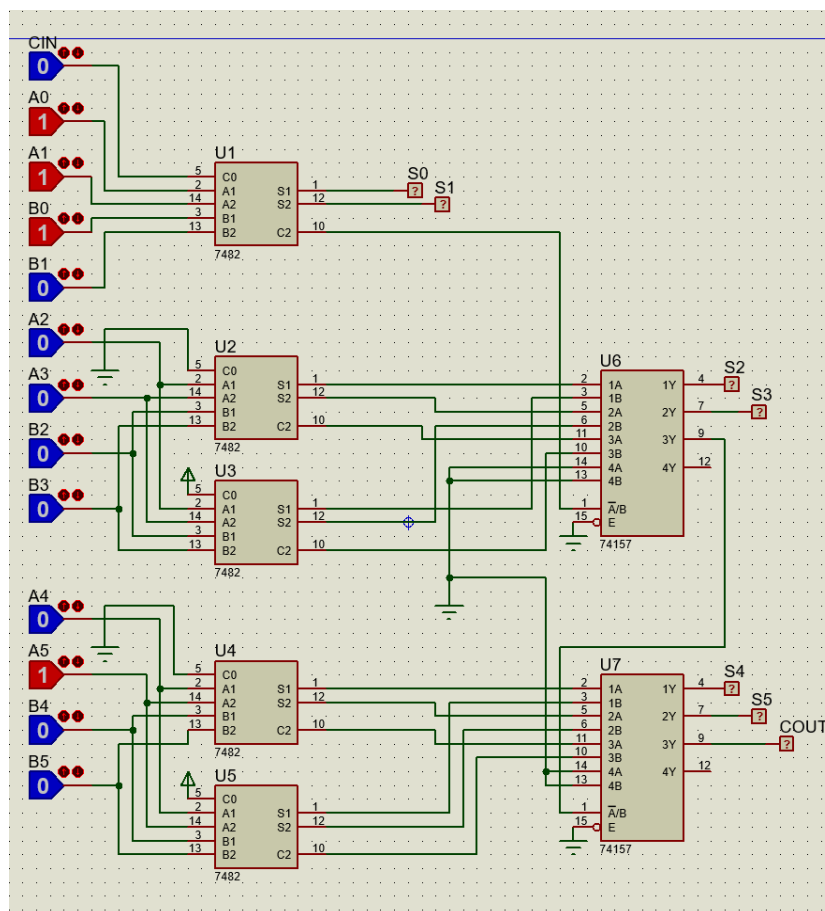 CIN
0
A0
1
A1
1
B0
1
B1
0
U1
5 C0
2 A1 S1 1
14 A2 S2 12
3 B1
13 B2 C2 10
7482
S0
?
S1
?
A2
0
A3
0
B2
0
B3
0
U2
5 C0
2 A1 S1 1
14 A2 S2 12
3 B1
13 B2 C2 10
7482
U3
5 C0
2 A1 S1 1
14 A2 S2 12
3 B1
13 B2 C2 10
7482
U6
2 1A 1Y 4
3 1B
5 2A 2Y 7
6 2B
11 3A 3Y 9
10 3B
14 4A 4Y 12
13 4B
1 A/B
15 E
74157
S2
?
S3
?
A4
0
A5
1
B4
0
B5
0
U4
5 C0
2 A1 S1 1
14 A2 S2 12
3 B1
13 B2 C2 10
7482
U5
5 C0
2 A1 S1 1
14 A2 S2 12
3 B1
13 B2 C2 10
7482
U7
2 1A 1Y 4
3 1B
5 2A 2Y 7
6 2B
11 3A 3Y 9
10 3B
14 4A 4Y 12
13 4B
1 A/B
15 E
74157
S4
?
S5
?
COUT
?